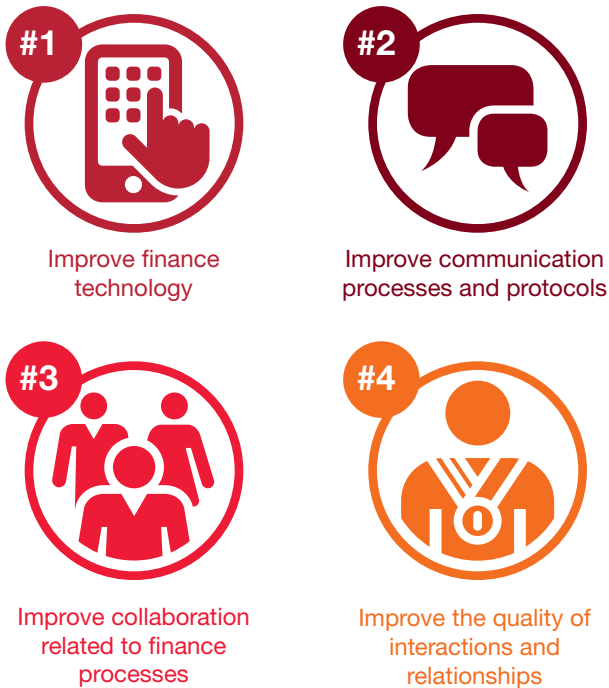 #1
Improve finance
technology
#2
Improve communication
processes and protocols
#3
Improve collaboration
related to finance
processes
#4
Improve the quality of
interactions and
relationships